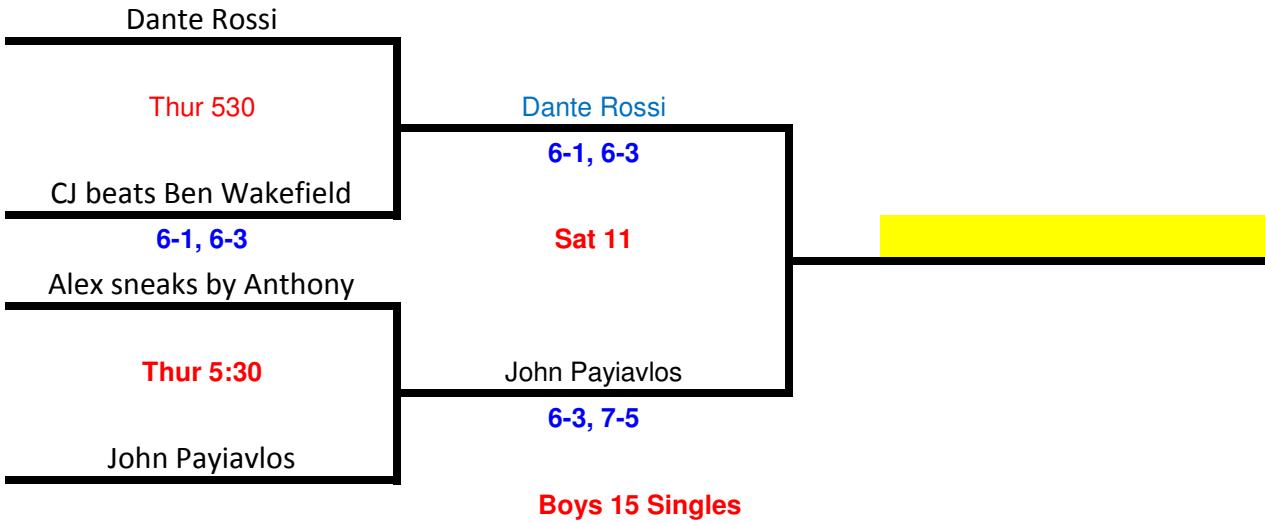 Dante Rossi
Thur 530
Dante Rossi
6-1, 6-3
CJ beats Ben Wakefield
6-1, 6-3
Sat 11
Alex sneaks by Anthony
Thur 5:30
John Payiavlos
6-3, 7-5
John Payiavlos
Boys 15 Singles